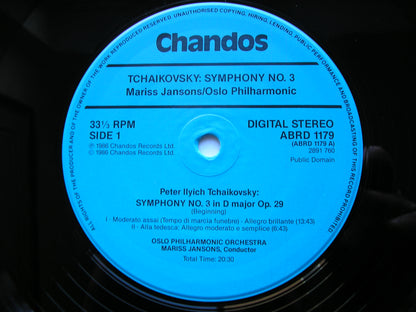 ALL RIGHTS OF THE PRODUCER AND OF THE OWNER OF THE WORK REPRODUCED RESERVED. UNAUTHORISED COPYING, HIRING, LENDING, PUBLIC PERFORMANCE AND BROADCASTING OF THIS RECORD PROHIBITED
Chandos
TCHAIKOVSKY: SYMPHONY NO. 3
Mariss Jansons/Oslo Philharmonic
33⅓ RPM
SIDE 1
Ⓟ 1986 Chandos Records Ltd
© 1986 Chandos Records Ltd
DIGITAL STEREO
ABRD 1179
(ABRD 1179 A)
2891 760
Public Domain
Peter Ilyich Tchaikovsky:
SYMPHONY NO. 3 in D major Op. 29
(Beginning)
I - Moderato assai (Tempo di marcia funebre) - Allegro brillante (13:43)
II - Alla tedesca: Allegro moderato e semplice (6:43)
OSLO PHILHARMONIC ORCHESTRA
MARISS JANSONS, Conductor
Total Time: 20:30